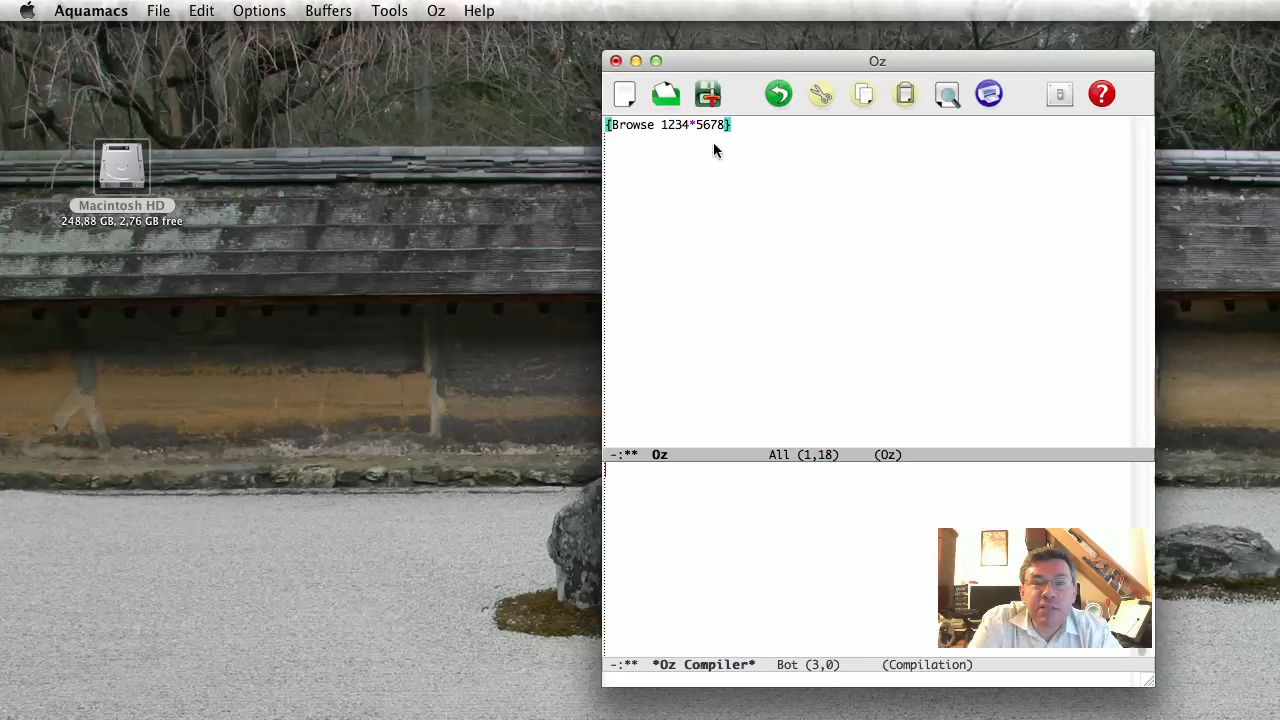 Aquamacs File Edit Options Buffers Tools Oz Help
Oz
{Browse 1234*5678}
Macintosh HD
248,88 GB, 2,76 GB free
-:** Oz All (1,18) (Oz)
-:** *Oz Compiler* Bot (3,0) (Compilation)